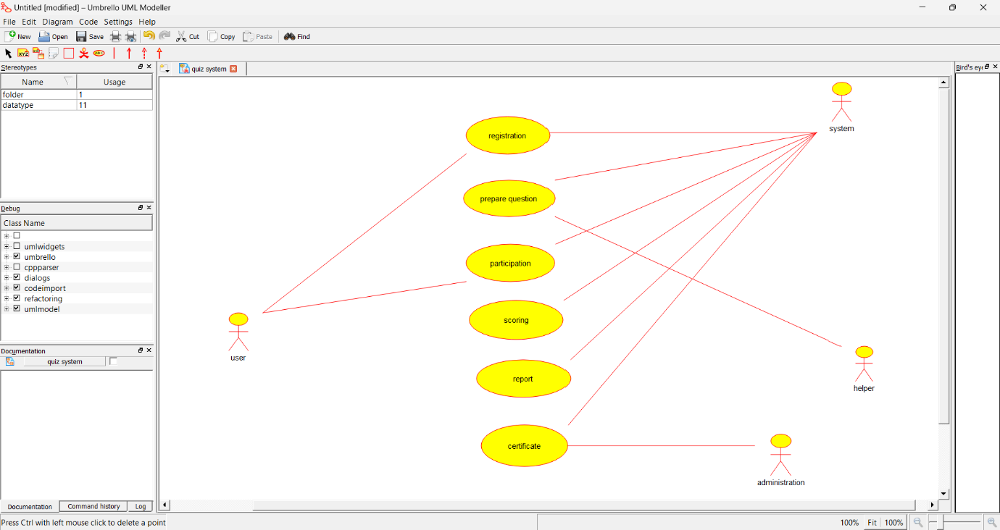 Untitled [modified] – Umbrello UML Modeller
File Edit Diagram Code Settings Help
New Open Save Cut Copy Paste Find
XYZ ABC
Stereotypes
Name Usage
folder 1
datatype 11
Debug
Class Name
umlwidgets
umbrello
cppparser
dialogs
codeimport
refactoring
umlmodel
Documentation
quiz system
Documentation Command history Log
quiz system
Bird's eye
system
registration
prepare question
participation
user
scoring
report
helper
certificate
administration
Press Ctrl with left mouse click to delete a point
100% Fit 100%